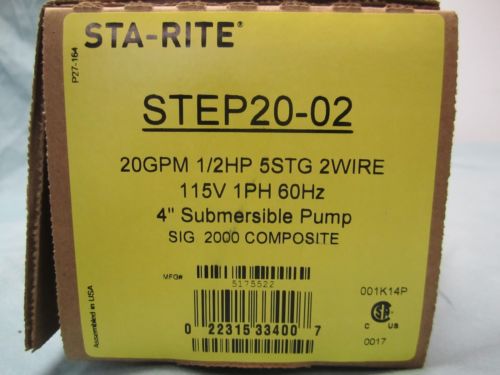 STA-RITE®
P27-164
STEP20-02
20GPM 1/2HP 5STG 2WIRE
115V 1PH 60Hz
4" Submersible Pump
SIG 2000 COMPOSITE
MFG#
5175522
001K14P
0 22315 33400 7
C US
0017
Assembled in USA